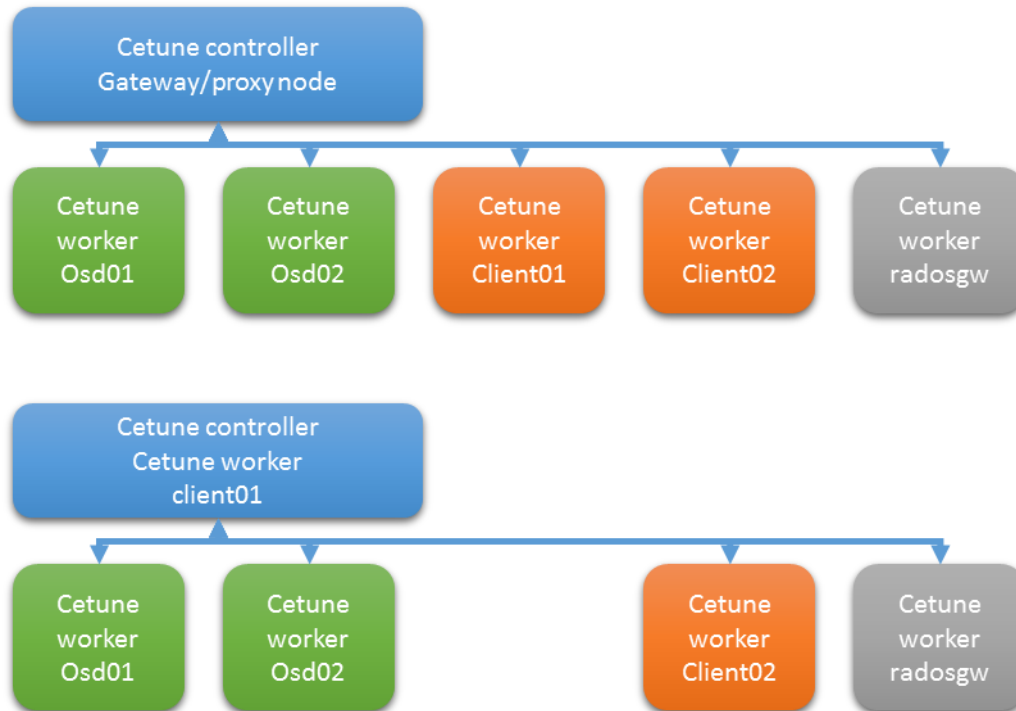 Cetune controller
Gateway/proxy node
Cetune
worker
Osd01
Cetune
worker
Osd02
Cetune
worker
Client01
Cetune
worker
Client02
Cetune
worker
radosgw
Cetune controller
Cetune worker
client01
Cetune
worker
Osd01
Cetune
worker
Osd02
Cetune
worker
Client02
Cetune
worker
radosgw